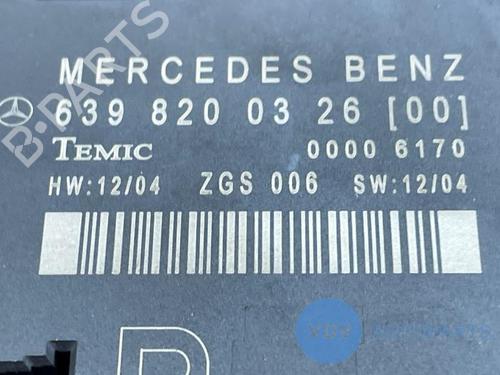 MERCEDES BENZ
639 820 03 26 [00]
TEMIC 0000 6170
HW:12/04 ZGS 006 SW:12/04
B-PARTS